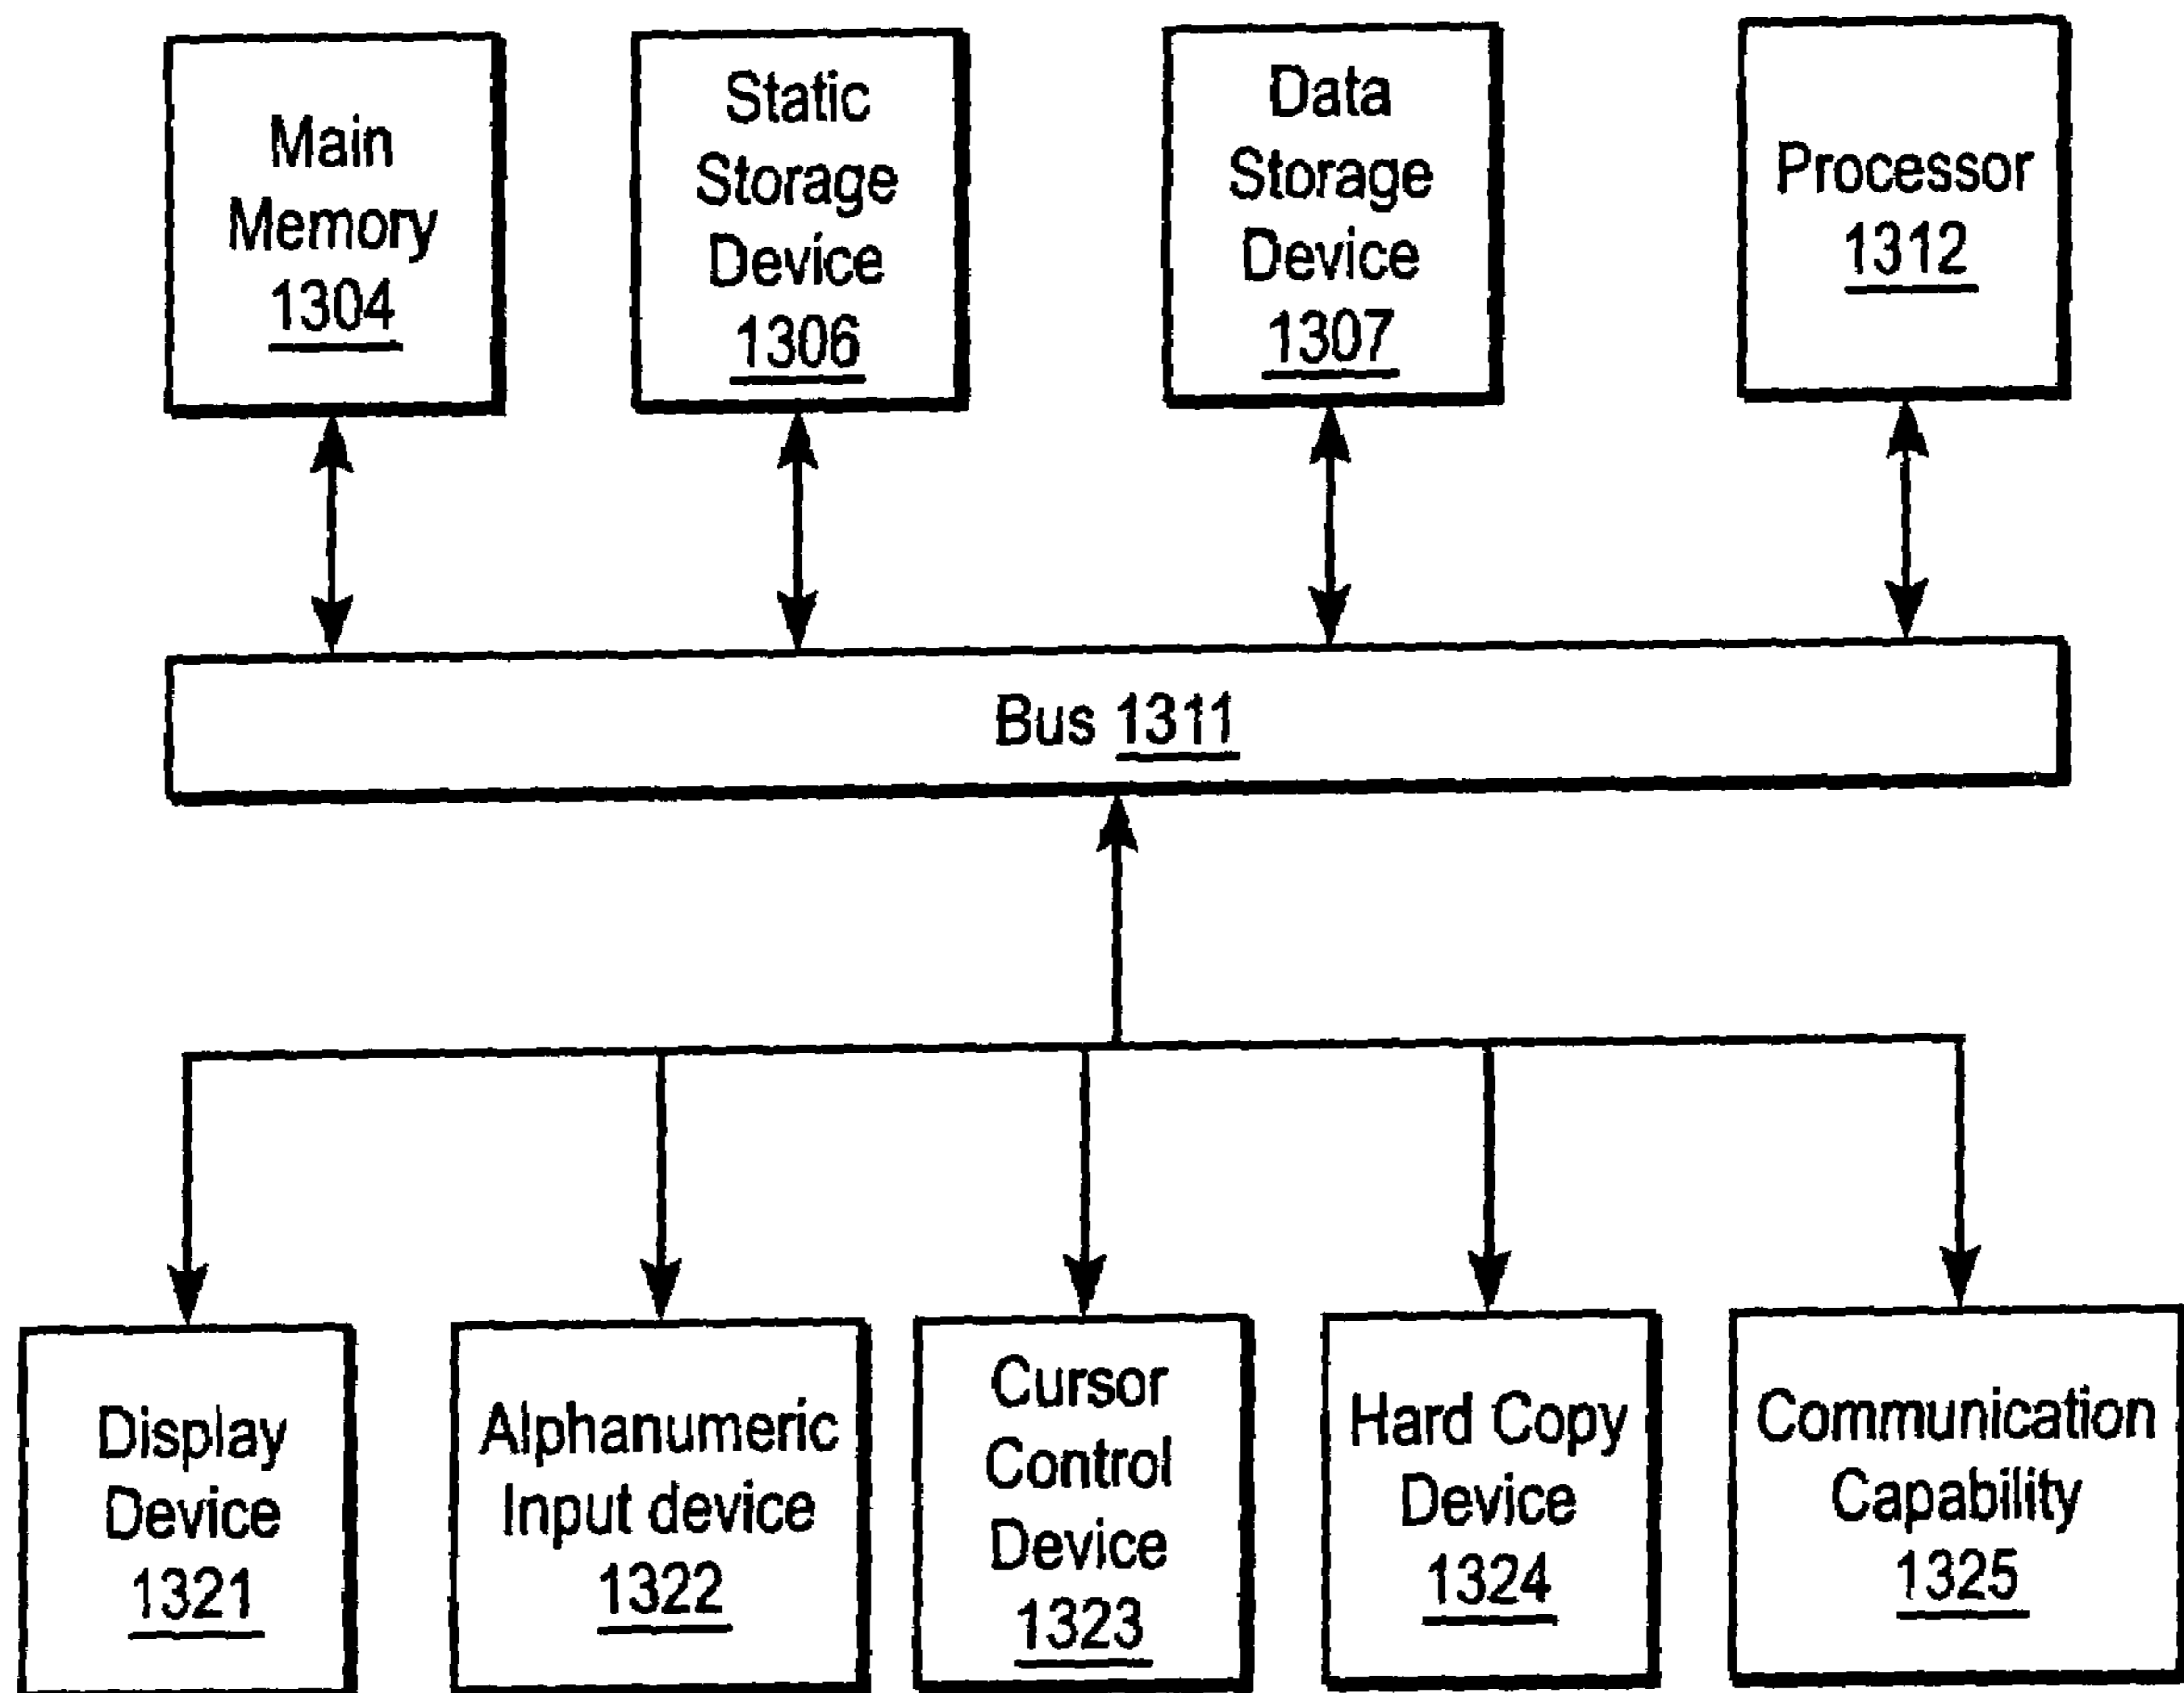 Main
Memory
1304
Static
Storage
Device
1306
Data
Storage
Device
1307
Processor
1312
Bus 1311
Display
Device
1321
Alphanumeric
Input device
1322
Cursor
Control
Device
1323
Hard Copy
Device
1324
Communication
Capability
1325